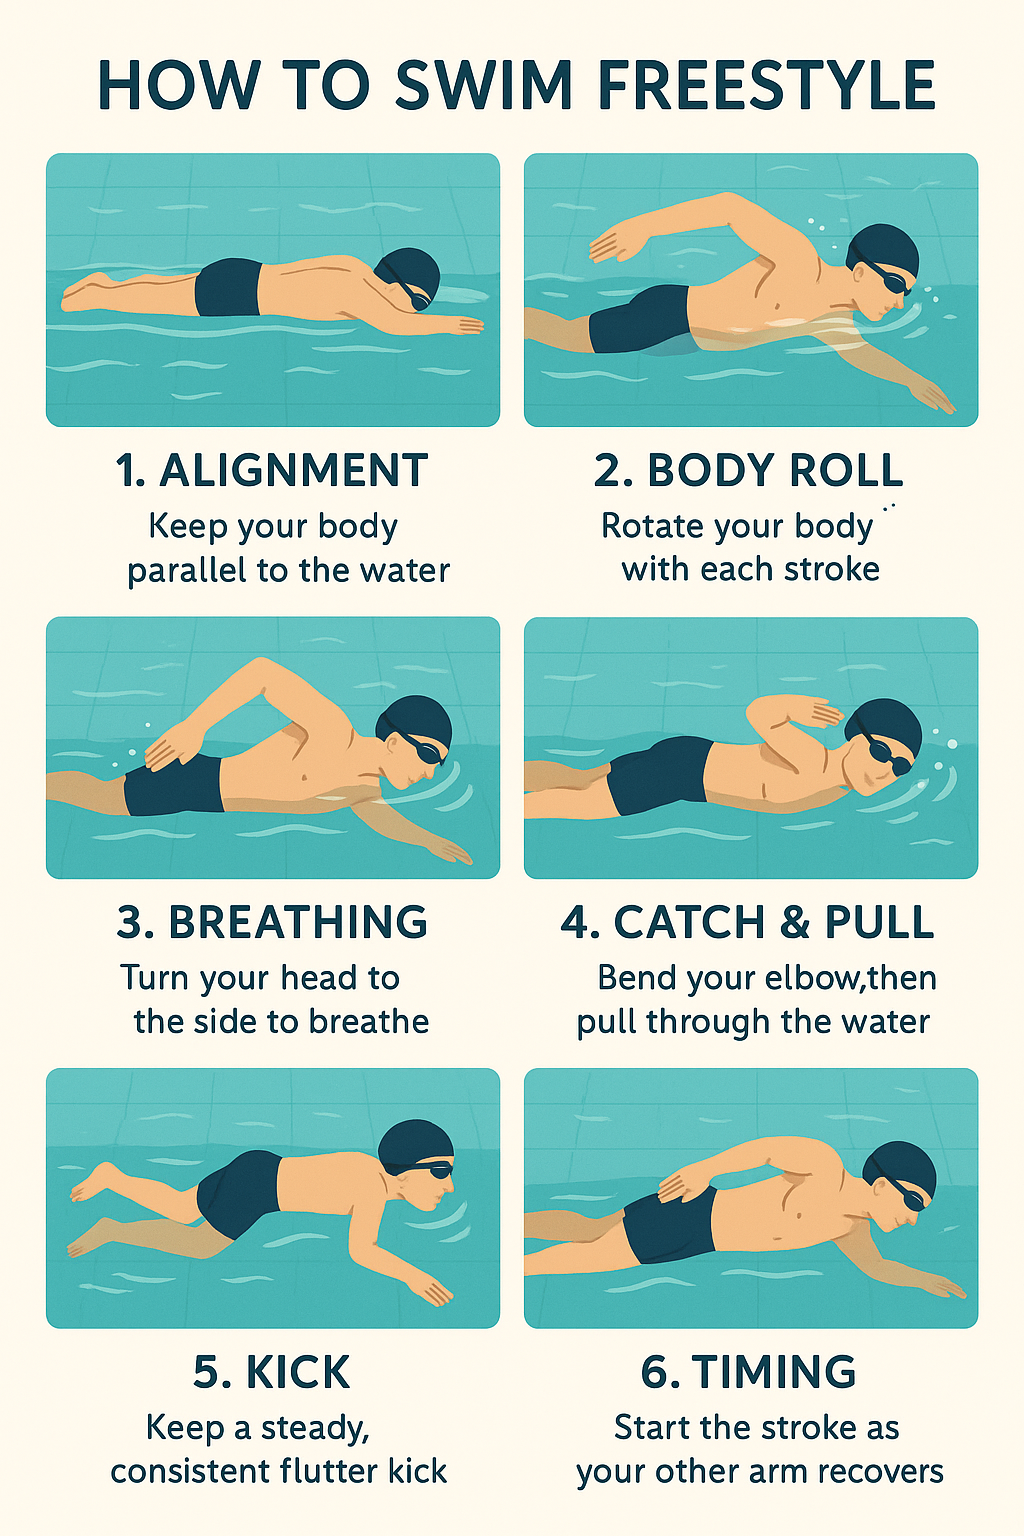 HOW TO SWIM FREESTYLE
1. ALIGNMENT
Keep your body
parallel to the water
2. BODY ROLL
Rotate your body
with each stroke
3. BREATHING
Turn your head to
the side to breathe
4. CATCH & PULL
Bend your elbow,then
pull through the water
5. KICK
Keep a steady,
consistent flutter kick
6. TIMING
Start the stroke as
your other arm recovers